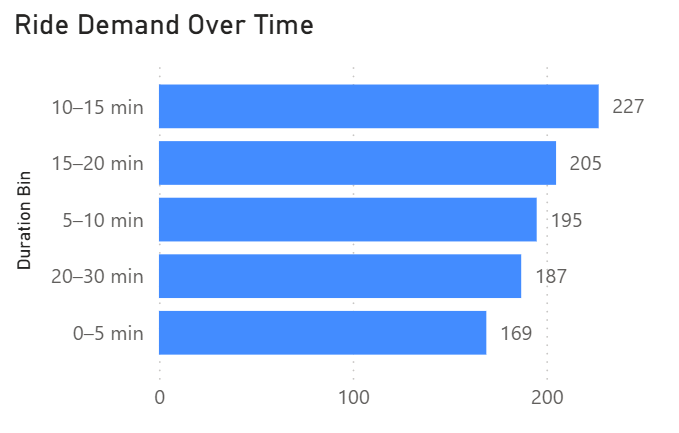 Ride Demand Over Time
Duration Bin
10–15 min 227
15–20 min 205
5–10 min 195
20–30 min 187
0–5 min 169
0 100 200